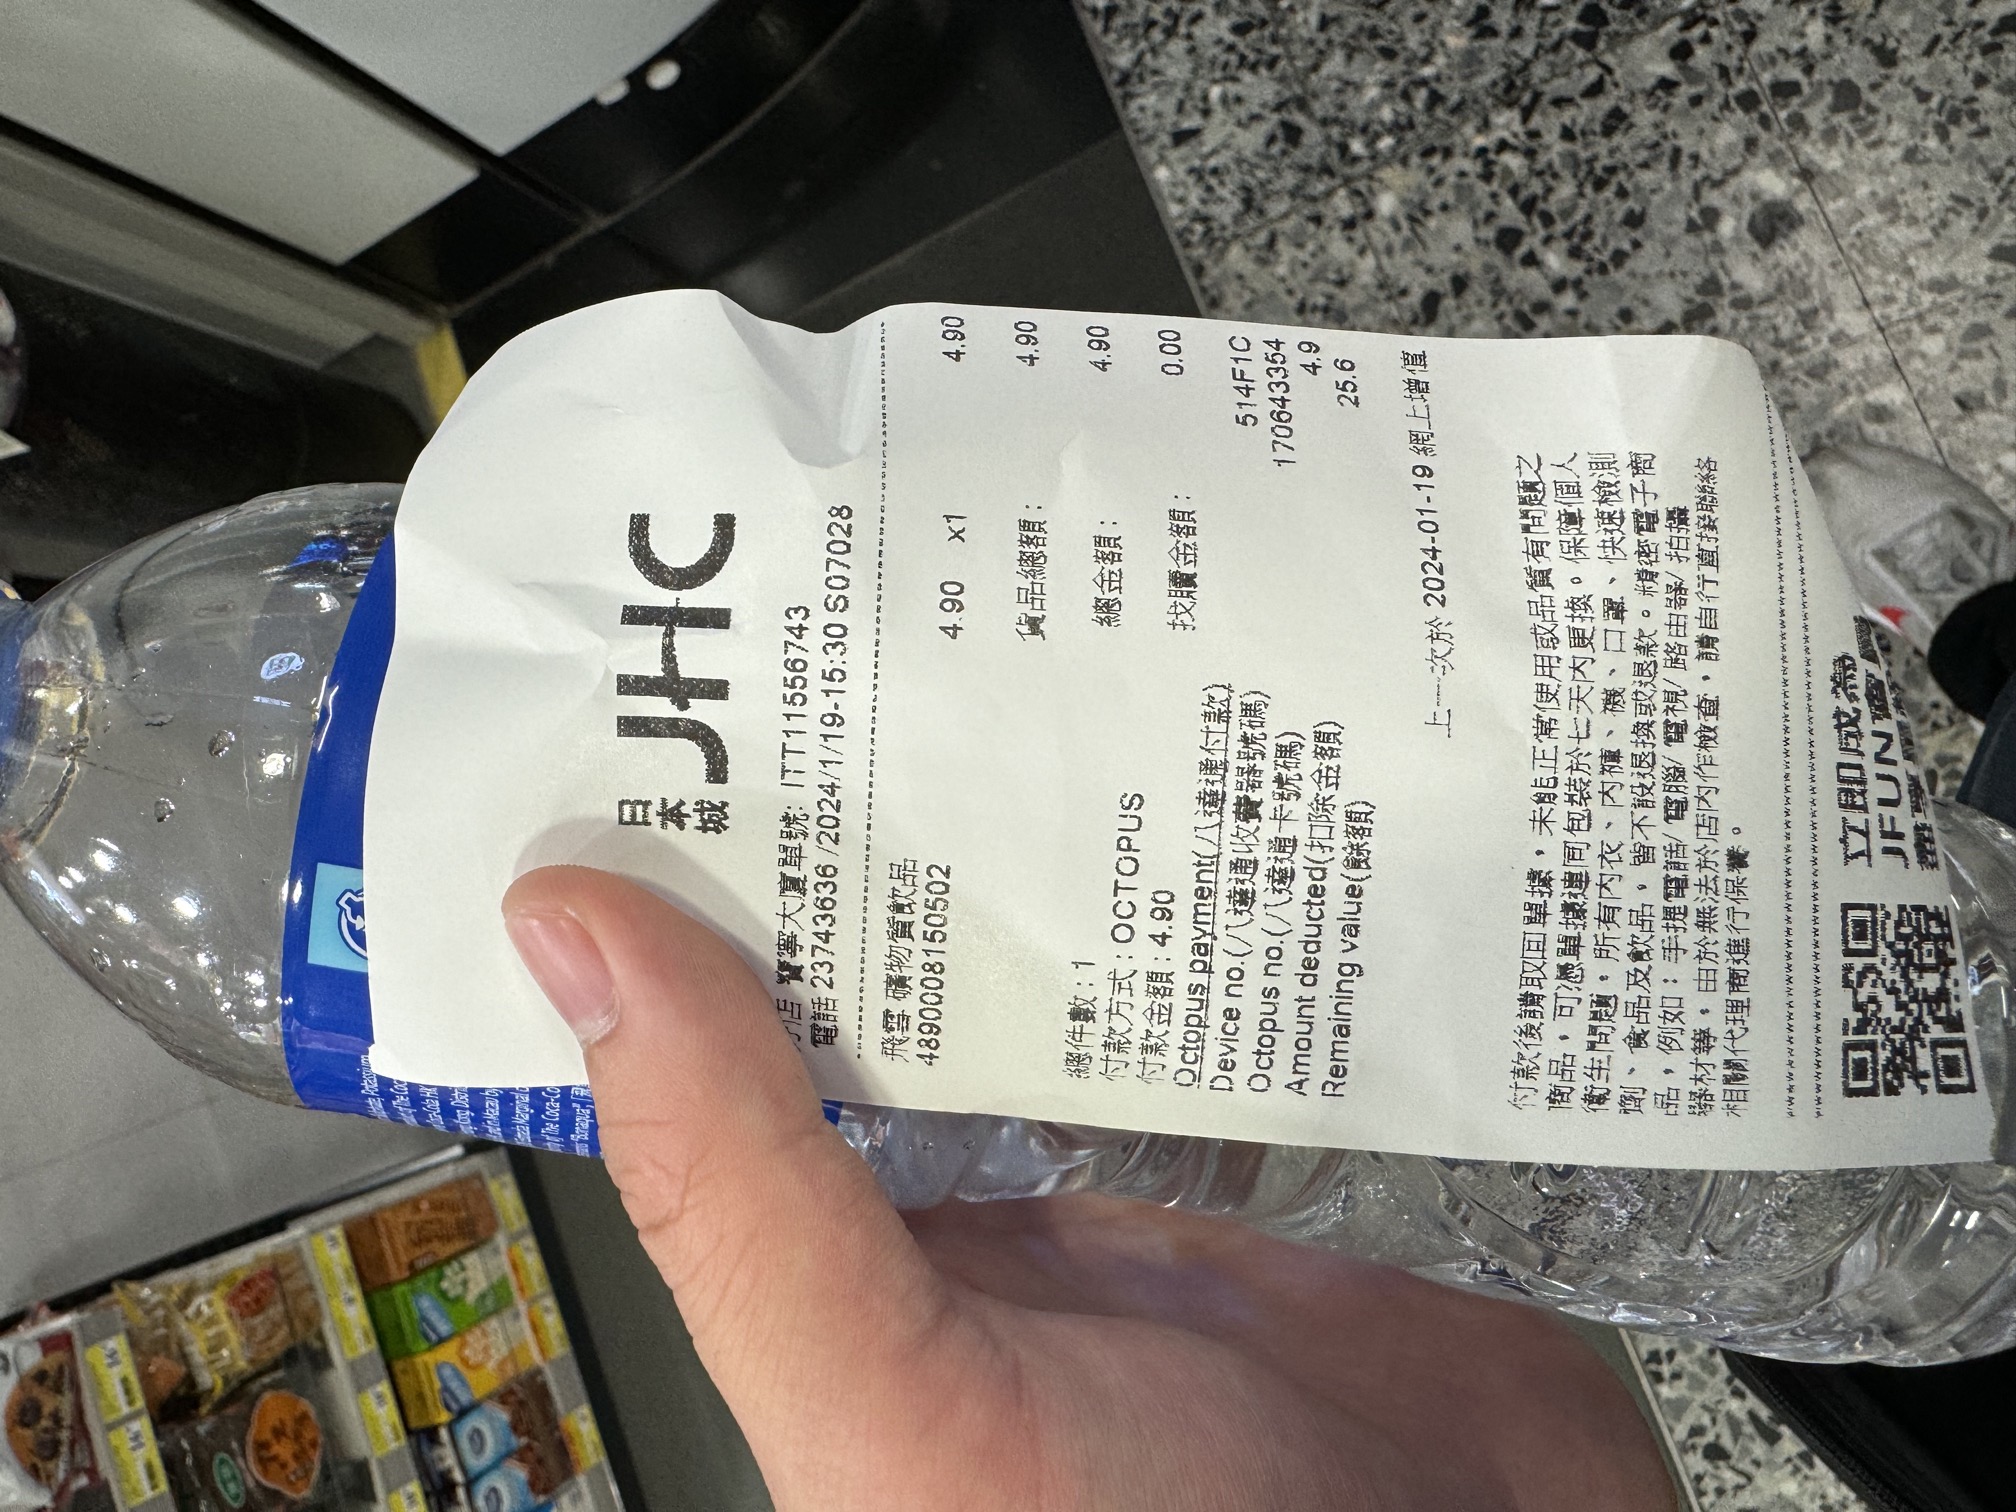 日本城 JHC
分店 寶寧大廈單號: ITT11556743
電話 23743636 /2024/1/19-15:30 S07028
飛雪 礦物質飲品
4890008150502 4.90 x1 4.90
貨品總額: 4.90
總件數: 1 總金額: 4.90
付款方式: OCTOPUS
付款金額: 4.90 找贖金額: 0.00
Octopus payment(八達通付款)
Device no.(八達通收費器號碼) 514F1C
Octopus no.(八達通卡號碼) 170643354
Amount deducted(扣除金額) 4.9
Remaining value(餘額) 25.6
上一次於 2024-01-19 網上增值
付款後請取回單據，未能正常使用或品質有問題之
商品，可憑單據連同包裝於七天內更換。保障個人
衞生問題。所有內衣、內褲、襪、口罩、快速檢測
劑、食品及飲品，皆不設退換或退款。精密電子商
品，例如：手提電話/ 電腦/ 電視/ 路由器/ 拍攝
器材等，由於無法於店內作檢查，請自行直接聯絡
相關代理商進行保養。
立即成為
JFUN